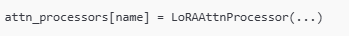 attn_processors[name] = LoRAAttnProcessor(...)